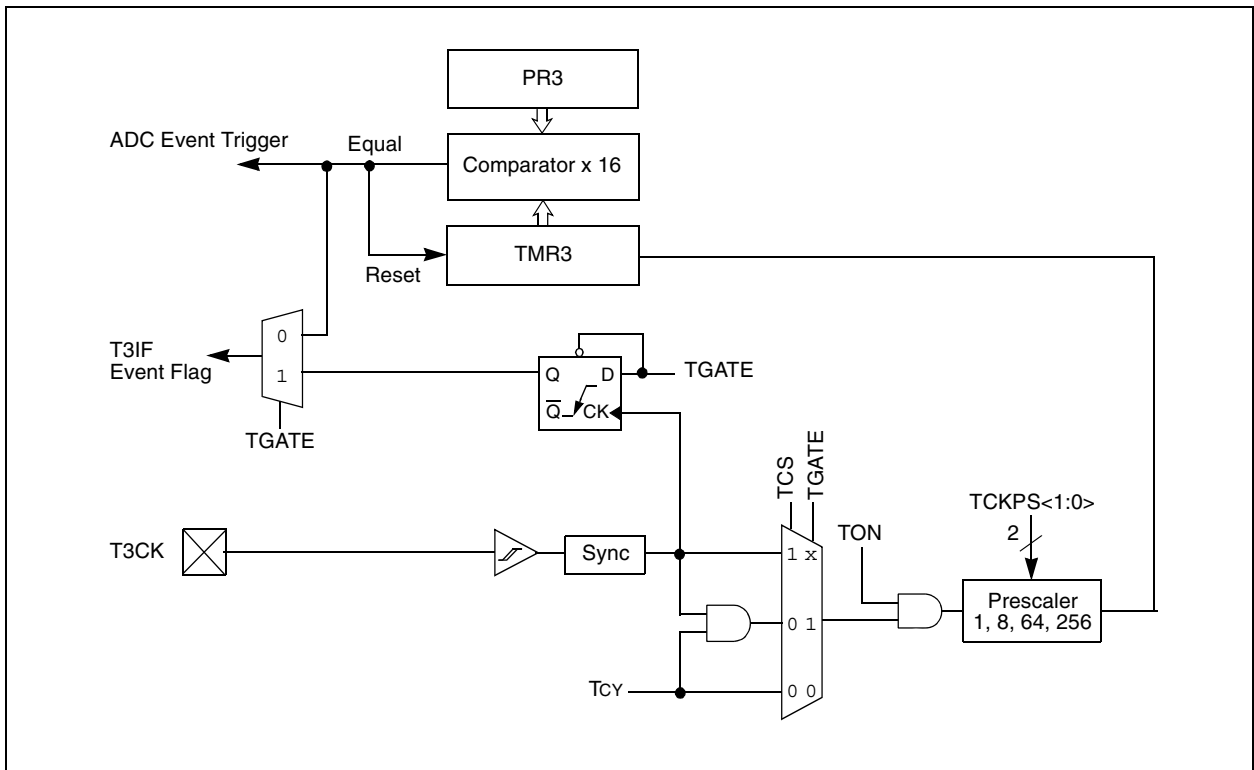 PR3
ADC Event Trigger
Equal
Comparator x 16
TMR3
Reset
0
T3IF
Event Flag
1
TGATE
Q D
TGATE
Q CK
TCS
TGATE
TCKPS<1:0>
2
TON
T3CK
Sync
1 x
Prescaler
1, 8, 64, 256
0 1
TCY
0 0